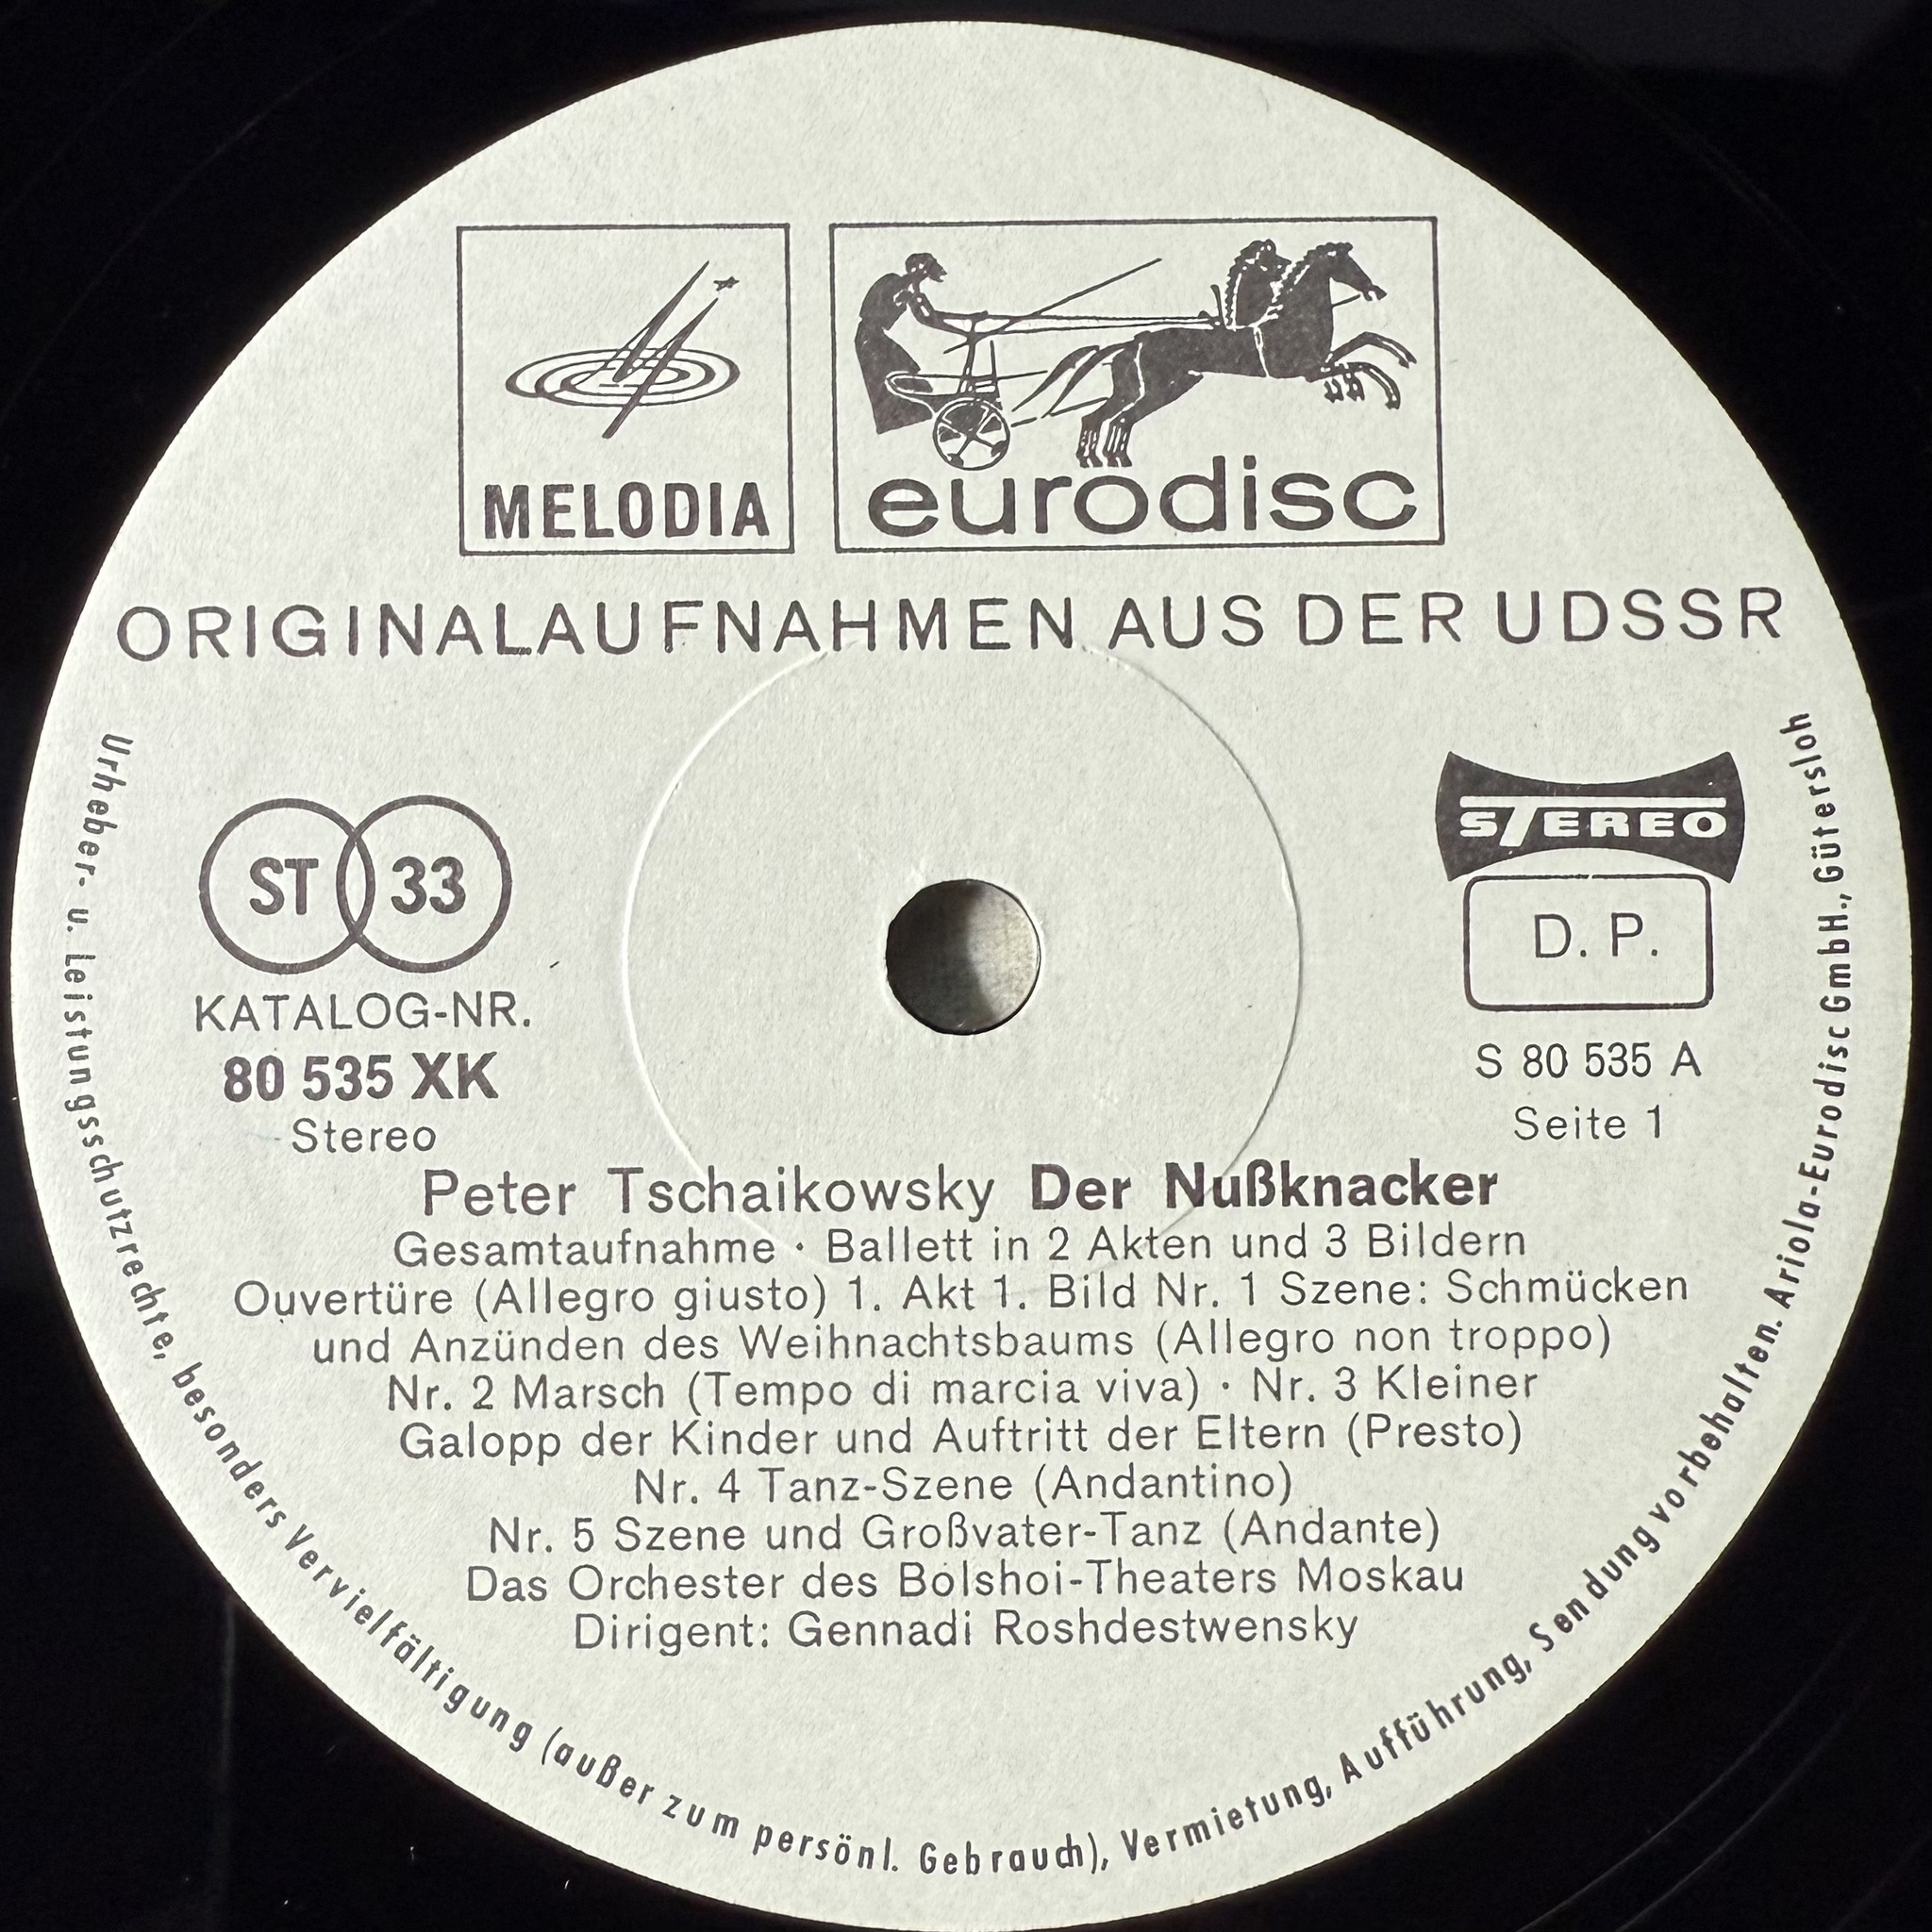 MELODIA
eurodisc
ORIGINALAUFNAHMEN AUS DER UDSSR
ST 33
KATALOG-NR.
80 535 XK
Stereo
STEREO
D. P.
S 80 535 A
Seite 1
Peter Tschaikowsky Der Nußknacker
Gesamtaufnahme · Ballett in 2 Akten und 3 Bildern
Ouvertüre (Allegro giusto) 1. Akt 1. Bild Nr. 1 Szene: Schmücken
und Anzünden des Weihnachtsbaums (Allegro non troppo)
Nr. 2 Marsch (Tempo di marcia viva) · Nr. 3 Kleiner
Galopp der Kinder und Auftritt der Eltern (Presto)
Nr. 4 Tanz-Szene (Andantino)
Nr. 5 Szene und Großvater-Tanz (Andante)
Das Orchester des Bolshoi-Theaters Moskau
Dirigent: Gennadi Roshdestwensky
Urheber- u. Leistungsschutzrechte, besonders Vervielfältigung (außer zum persönl. Gebrauch), Vermietung, Aufführung, Sendung vorbehalten. Ariola-Eurodisc GmbH., Gütersloh